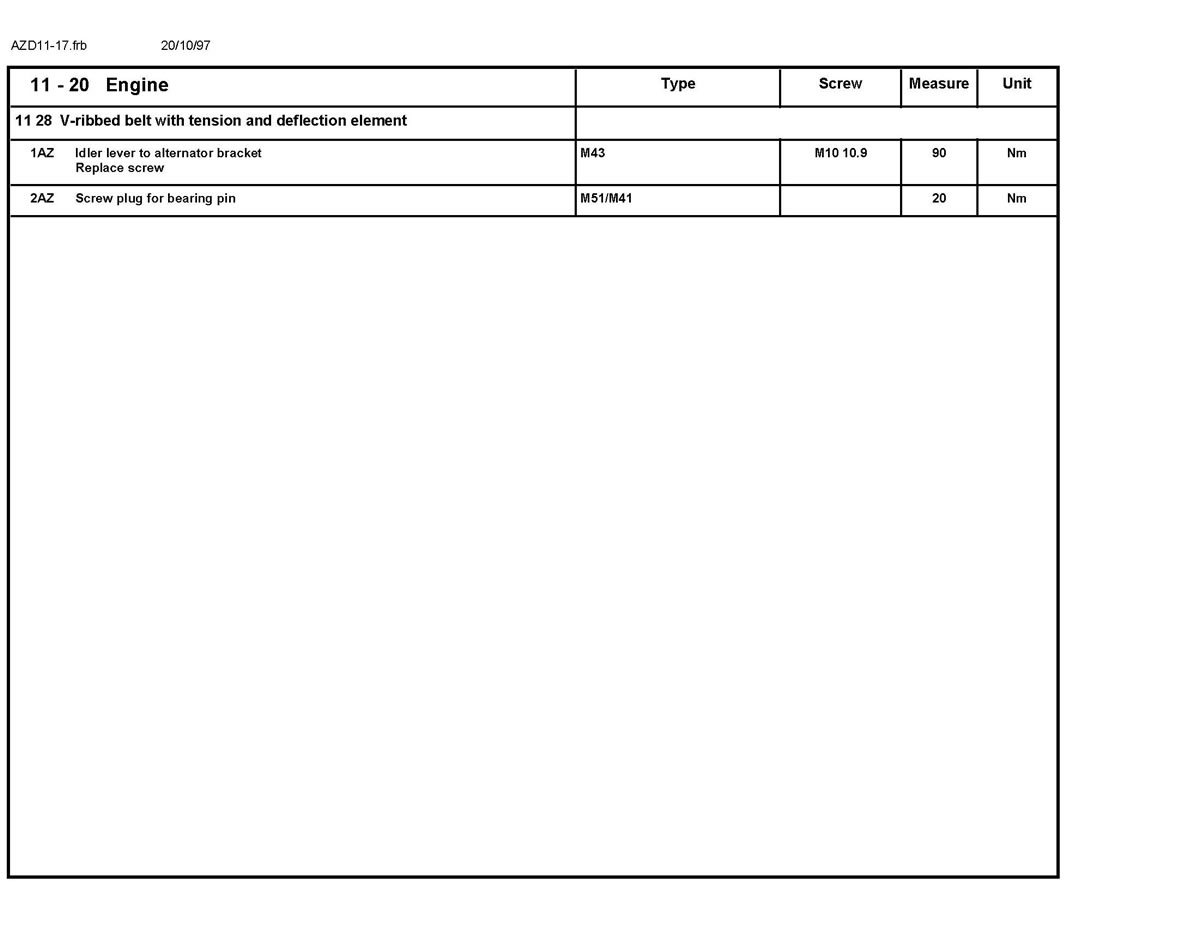 AZD11-17.frb 20/10/97
11 - 20 Engine Type Screw Measure Unit
11 28 V-ribbed belt with tension and deflection element
1AZ Idler lever to alternator bracket M43 M10 10.9 90 Nm
Replace screw
2AZ Screw plug for bearing pin M51/M41 20 Nm